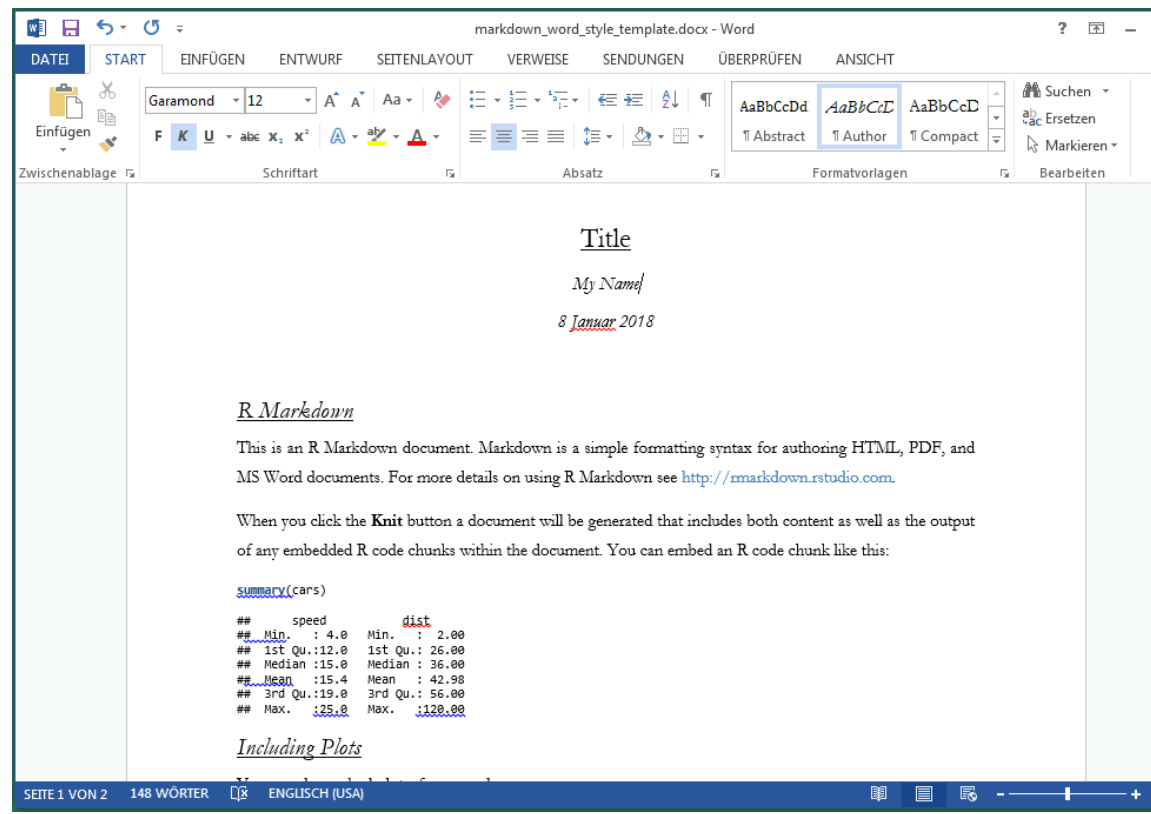 markdown_word_style_template.docx - Word
DATEI START EINFÜGEN ENTWURF SEITENLAYOUT VERWEISE SENDUNGEN ÜBERPRÜFEN ANSICHT
Einfügen
Garamond 12
F K U abc x₂ x²
AaBbCcDd AaBbCcD AaBbCcD
¶ Abstract ¶ Author ¶ Compact
Suchen
Ersetzen
Markieren
Zwischenablage Schriftart Absatz Formatvorlagen Bearbeiten
Title
My Name
8 Januar 2018
R Markdown
This is an R Markdown document. Markdown is a simple formatting syntax for authoring HTML, PDF, and
MS Word documents. For more details on using R Markdown see http://rmarkdown.rstudio.com.
When you click the Knit button a document will be generated that includes both content as well as the output
of any embedded R code chunks within the document. You can embed an R code chunk like this:
summary(cars)
## speed dist
## Min. : 4.0 Min. : 2.00
## 1st Qu.:12.0 1st Qu.: 26.00
## Median :15.0 Median : 36.00
## Mean :15.4 Mean : 42.98
## 3rd Qu.:19.0 3rd Qu.: 56.00
## Max. :25.0 Max. :120.00
Including Plots
SEITE 1 VON 2 148 WÖRTER ENGLISCH (USA)